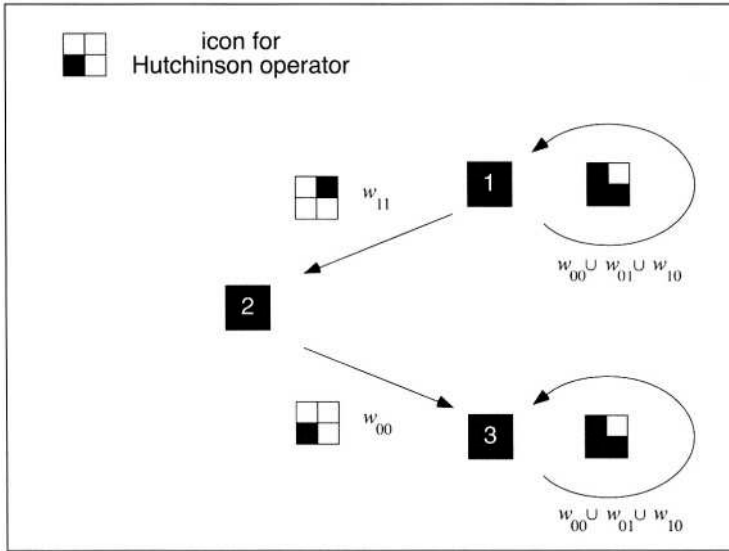 icon for
Hutchinson operator
1
w₁₁
w₀₀ ∪ w₀₁ ∪ w₁₀
2
w₀₀
3
w₀₀ ∪ w₀₁ ∪ w₁₀